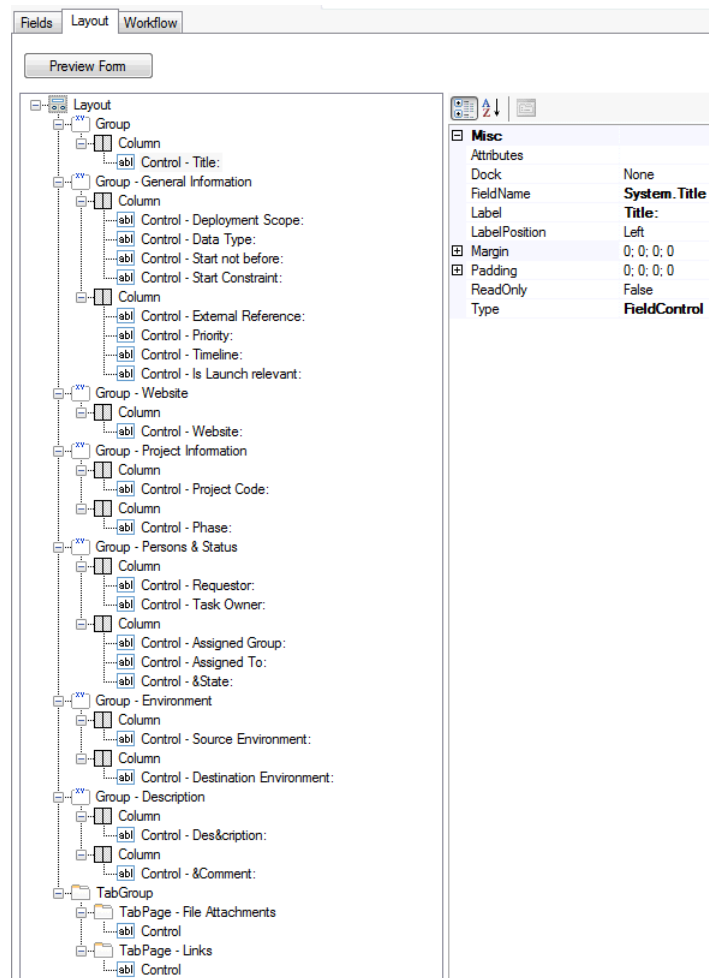 Fields Layout Workflow
Preview Form
Layout
Group
Column
Control - Title:
Group - General Information
Column
Control - Deployment Scope:
Control - Data Type:
Control - Start not before:
Control - Start Constraint:
Column
Control - External Reference:
Control - Priority:
Control - Timeline:
Control - Is Launch relevant:
Group - Website
Column
Control - Website:
Group - Project Information
Column
Control - Project Code:
Column
Control - Phase:
Group - Persons & Status
Column
Control - Requestor:
Control - Task Owner:
Column
Control - Assigned Group:
Control - Assigned To:
Control - &State:
Group - Environment
Column
Control - Source Environment:
Column
Control - Destination Environment:
Group - Description
Column
Control - Des&cription:
Column
Control - &Comment:
TabGroup
TabPage - File Attachments
Control
TabPage - Links
Control
Misc
Attributes
Dock None
FieldName System.Title
Label Title:
LabelPosition Left
Margin 0; 0; 0; 0
Padding 0; 0; 0; 0
ReadOnly False
Type FieldControl